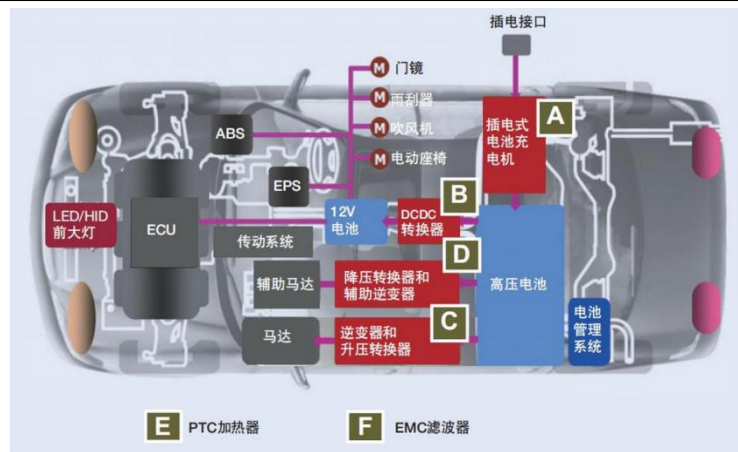 插电接口
M 门镜
M 雨刮器
M 吹风机
M 电动座椅
ABS
EPS
插电式
电池充
电机
A
B
LED/HID
前大灯
ECU
传动系统
12V
电池
DCDC
转换器
D
辅助马达
降压转换器和
辅助逆变器
高压电池
C
马达
逆变器和
升压转换器
电池
管理
系统
E PTC加热器
F EMC滤波器